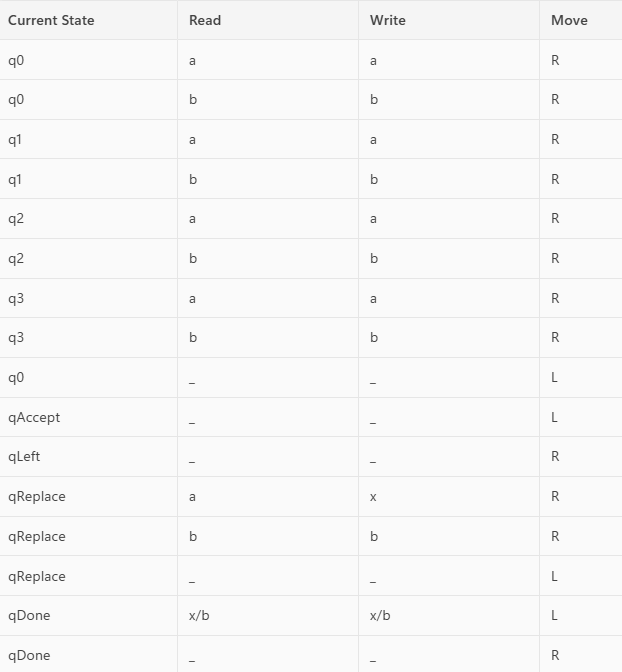 Current State Read Write Move
q0 a a R
q0 b b R
q1 a a R
q1 b b R
q2 a a R
q2 b b R
q3 a a R
q3 b b R
q0 _ _ L
qAccept _ _ L
qLeft _ _ R
qReplace a x R
qReplace b b R
qReplace _ _ L
qDone x/b x/b L
qDone _ _ R